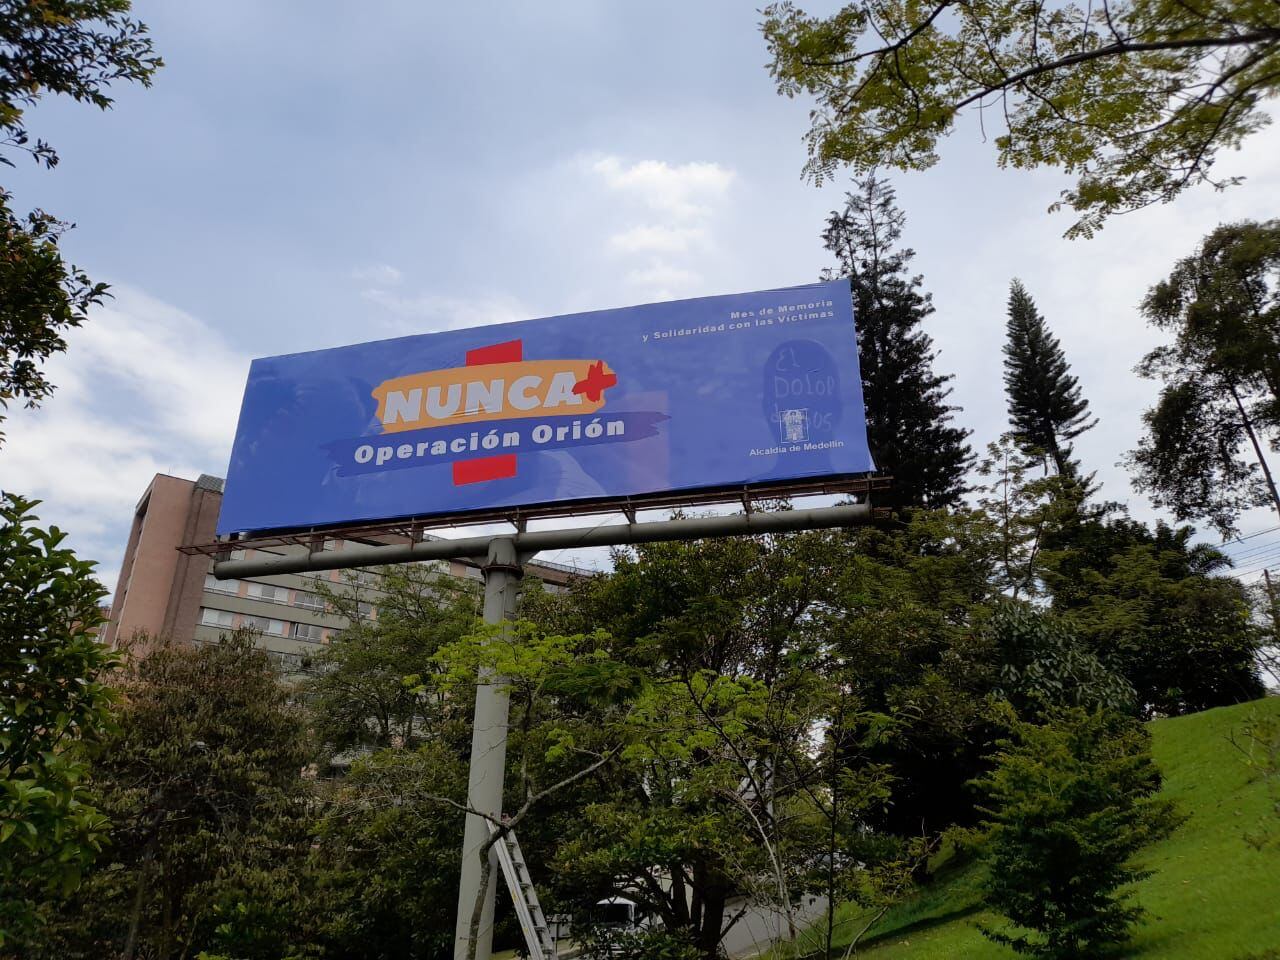 Mes de Memoria
y Solidaridad con las Víctimas
NUNCA+
Operación Orión
El
Dolor
Alcaldía de Medellín